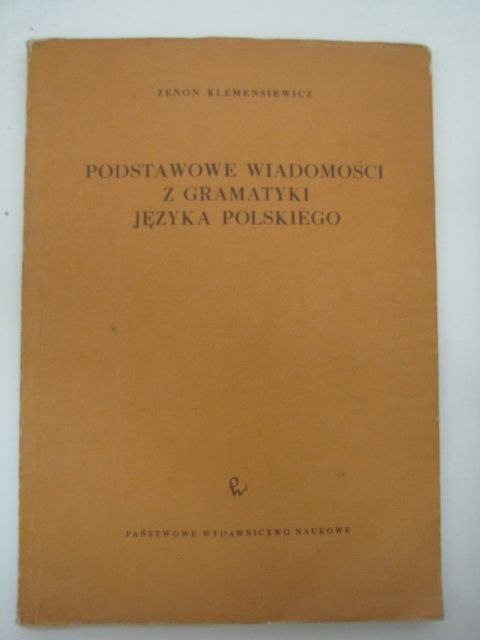 ZENON KLEMENSIEWICZ
PODSTAWOWE WIADOMOŚCI
Z GRAMATYKI
JĘZYKA POLSKIEGO
PAŃSTWOWE WYDAWNICTWO NAUKOWE